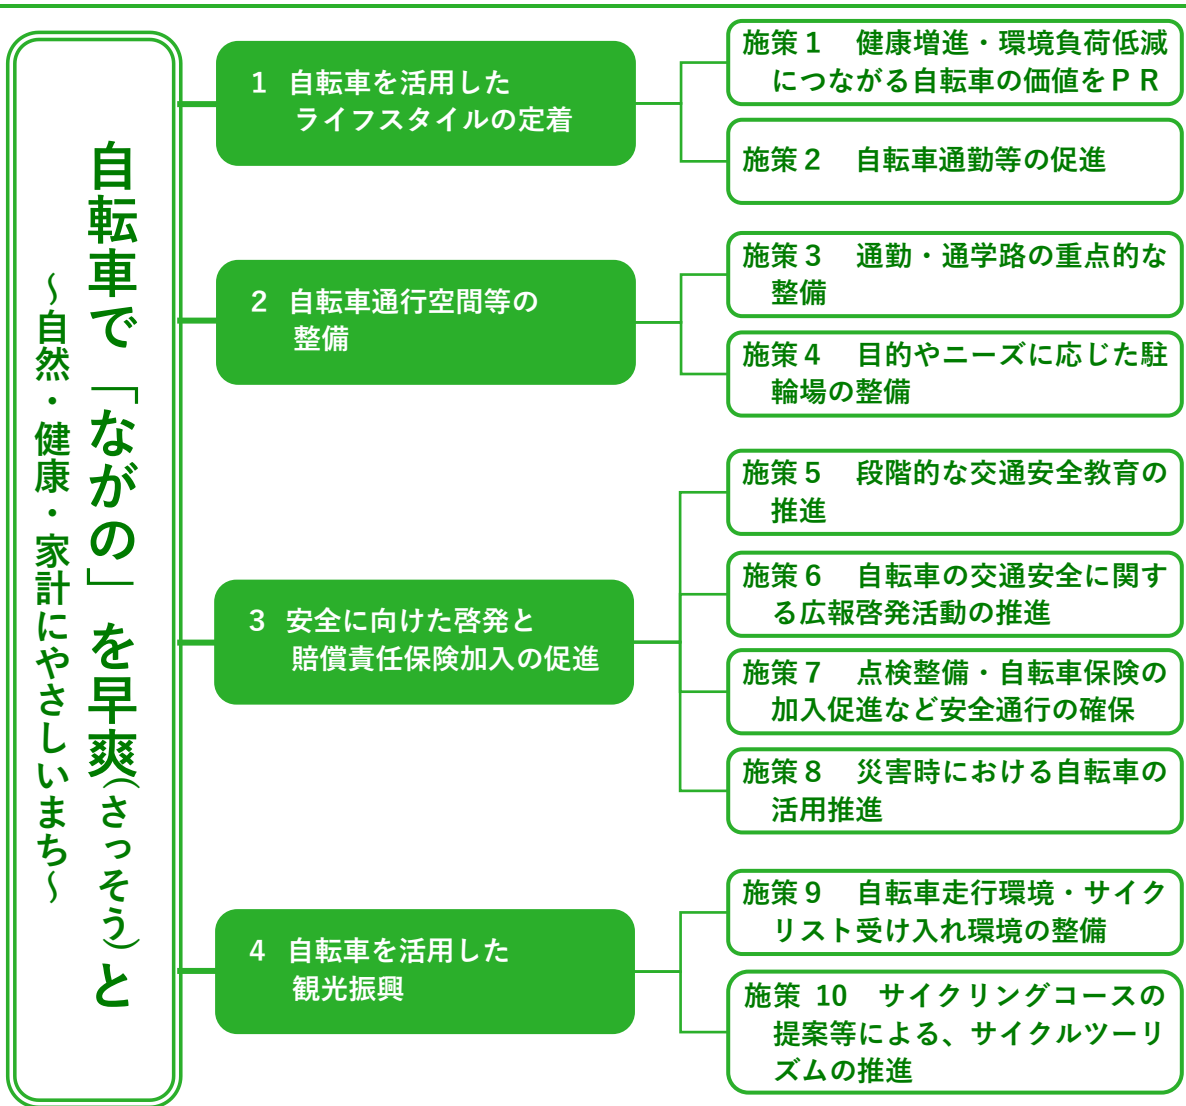 自転車で「ながの」を早爽(さっそう)と
～自然・健康・家計にやさしいまち～
1 自転車を活用した
ライフスタイルの定着
施策１　健康増進・環境負荷低減
につながる自転車の価値をＰＲ
施策２　自転車通勤等の促進
2 自転車通行空間等の
整備
施策３　通勤・通学路の重点的な
整備
施策４　目的やニーズに応じた駐
輪場の整備
3 安全に向けた啓発と
賠償責任保険加入の促進
施策５　段階的な交通安全教育の
推進
施策６　自転車の交通安全に関す
る広報啓発活動の推進
施策７　点検整備・自転車保険の
加入促進など安全通行の確保
施策８　災害時における自転車の
活用推進
4 自転車を活用した
観光振興
施策９　自転車走行環境・サイク
リスト受け入れ環境の整備
施策 10　サイクリングコースの
提案等による、サイクルツーリ
ズムの推進